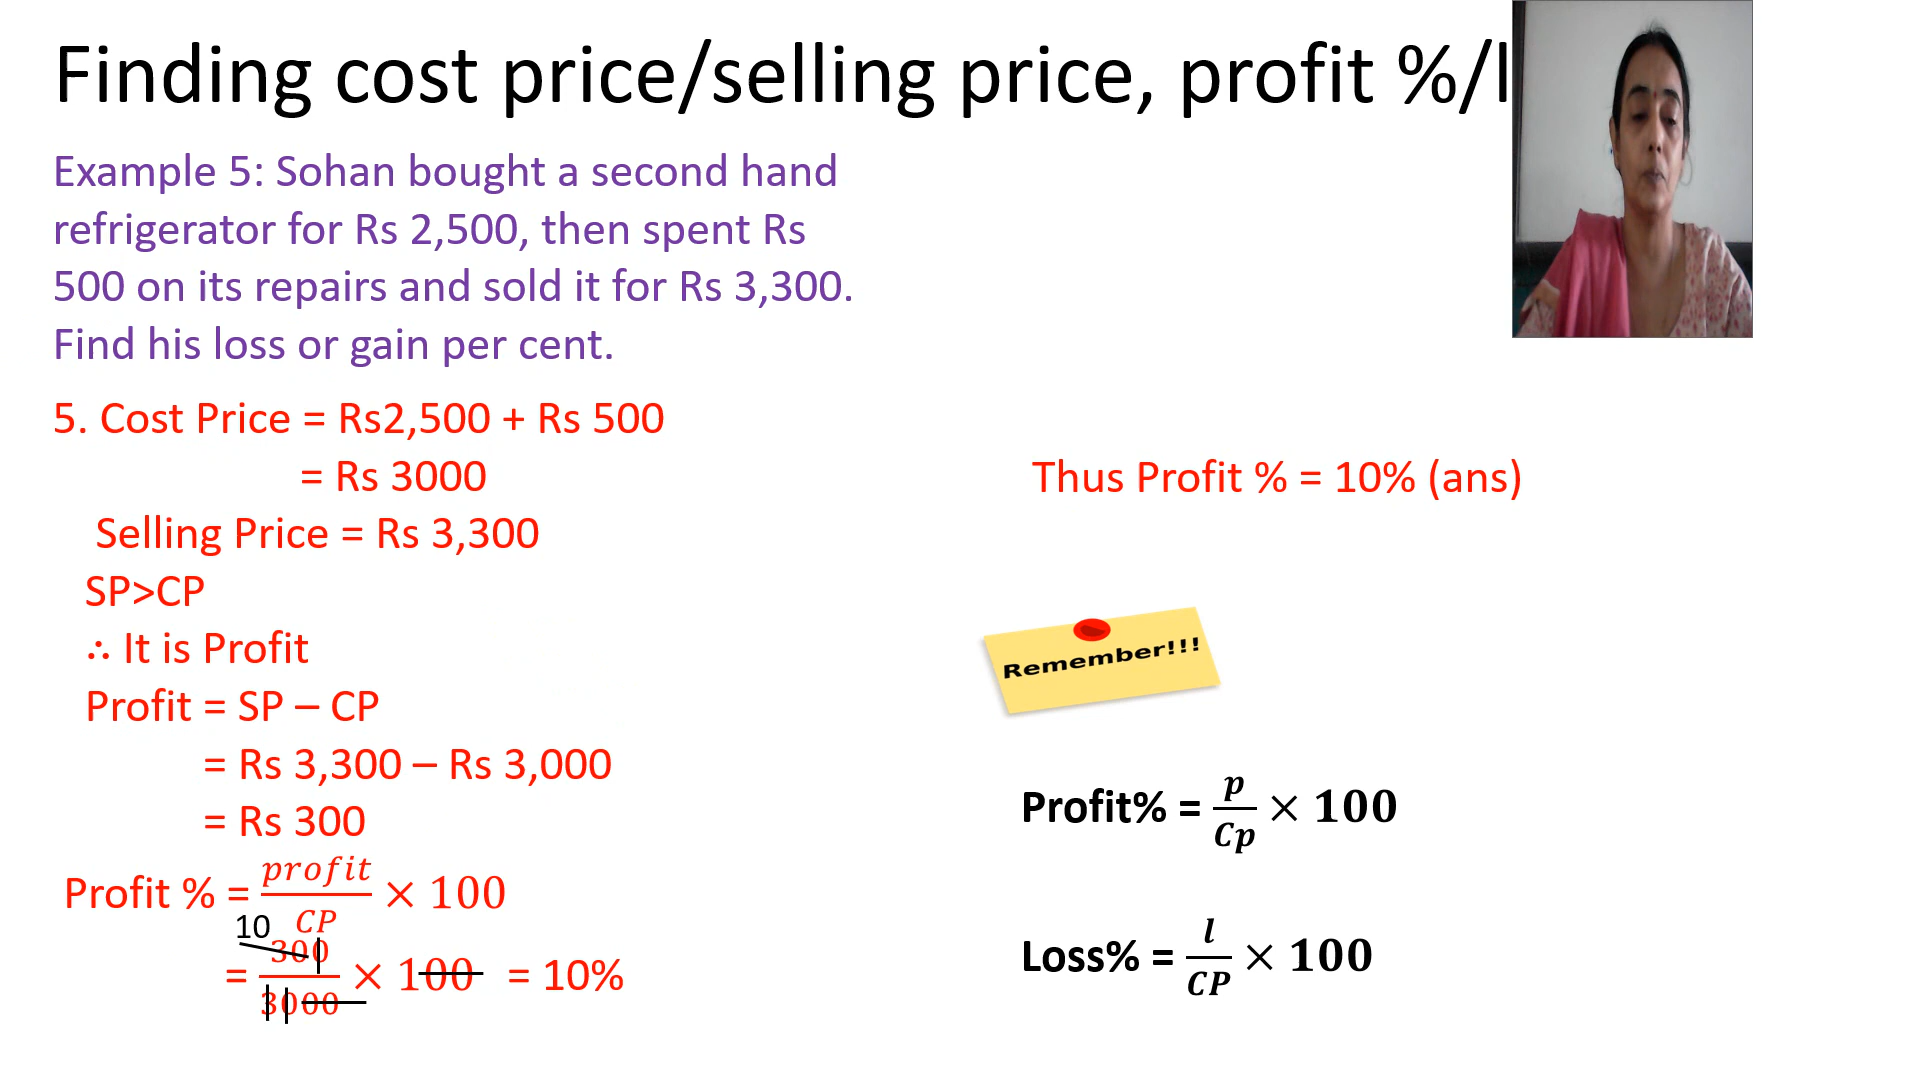 Finding cost price/selling price, profit %/l
Example 5: Sohan bought a second hand
refrigerator for Rs 2,500, then spent Rs
500 on its repairs and sold it for Rs 3,300.
Find his loss or gain per cent.
5. Cost Price = Rs2,500 + Rs 500
= Rs 3000
Selling Price = Rs 3,300
SP>CP
∴ It is Profit
Profit = SP – CP
= Rs 3,300 – Rs 3,000
= Rs 300
Profit % = profit/CP × 100
10
= 300/3000 × 100 = 10%
Thus Profit % = 10% (ans)
Remember!!!
Profit% = p/Cp × 100
Loss% = l/CP × 100